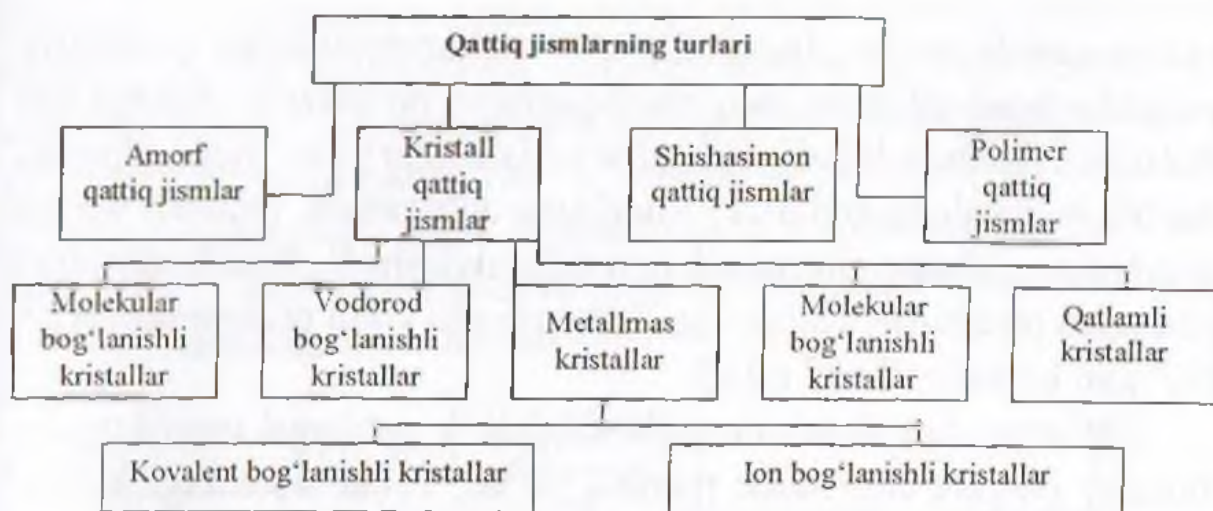 Qattiq jismlarning turlari
Amorf
qattiq jismlar
Kristall
qattiq
jismlar
Shishasimon
qattiq jismlar
Polimer
qattiq
jismlar
Molekular
bog‘lanishli
kristallar
Vodorod
bog‘lanishli
kristallar
Metallmas
kristallar
Molekular
bog‘lanishli
kristallar
Qatlamli
kristallar
Kovalent bog‘lanishli kristallar
Ion bog‘lanishli kristallar